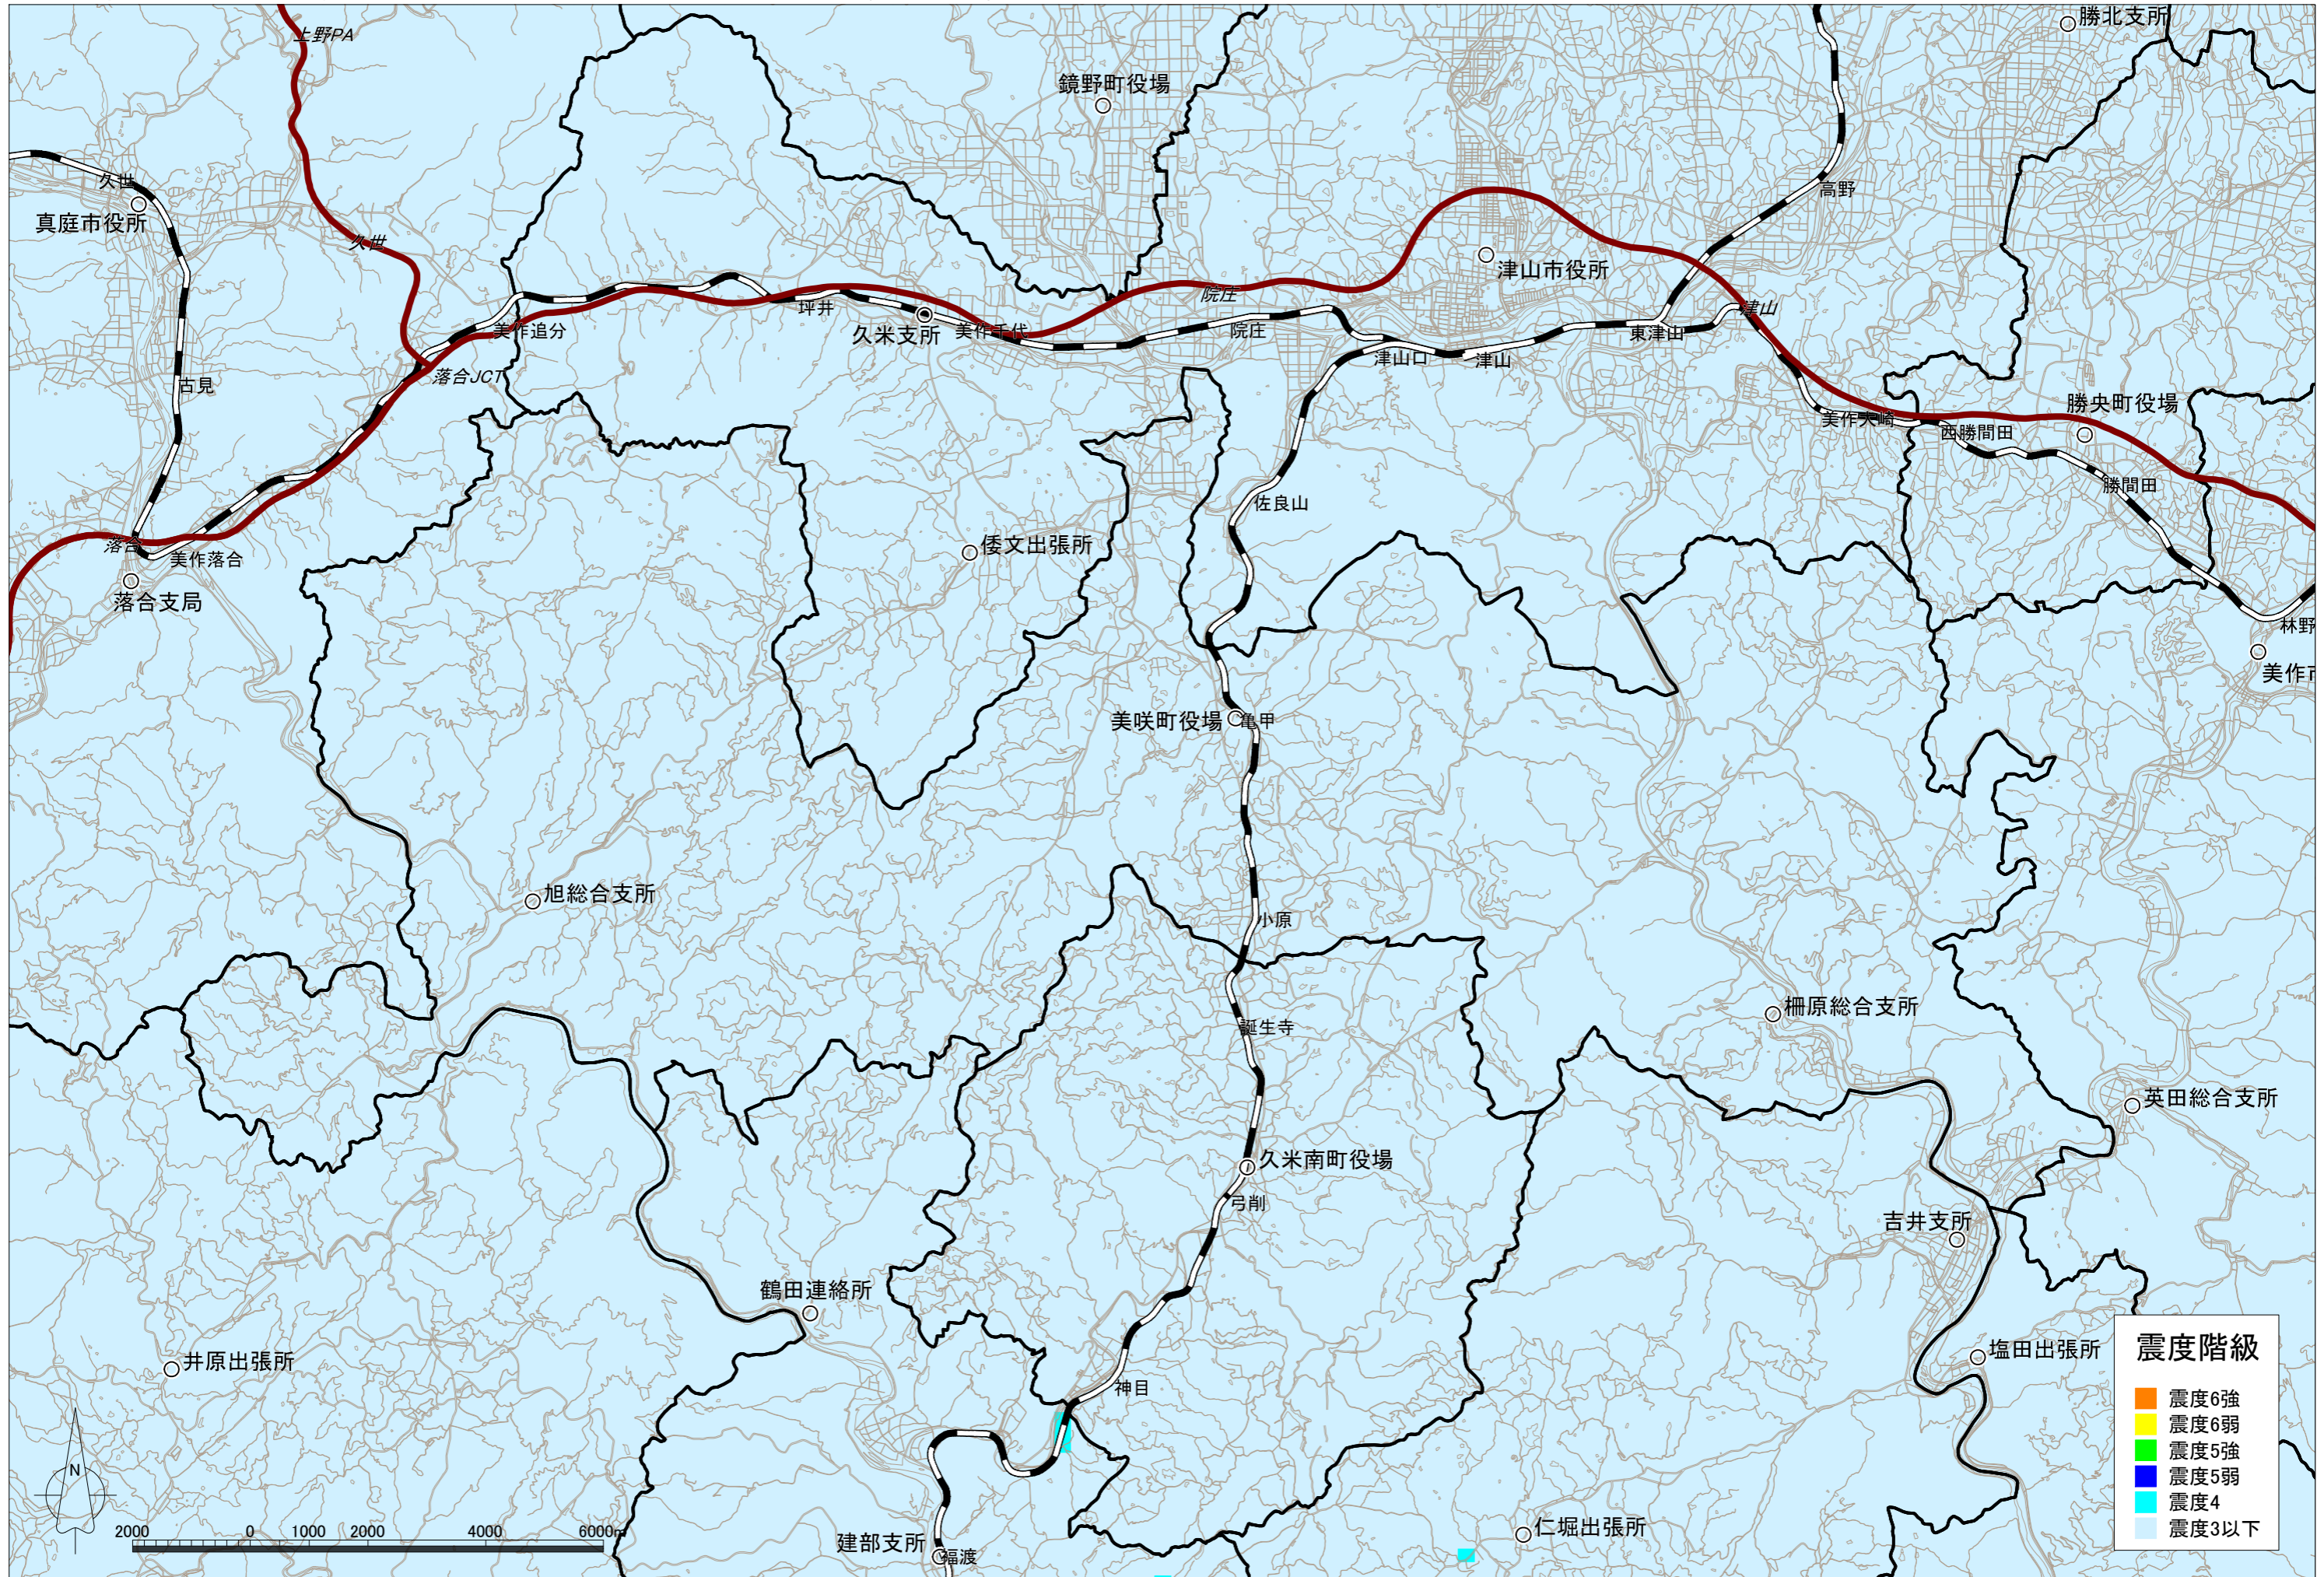 上野PA
勝北支所
鏡野町役場
久世
真庭市役所
高野
久世
津山市役所
院庄
津山
坪井
久米支所
美作追分
美作千代
院庄
東津山
津山口
津山
落合JCT
古見
勝央町役場
美作大崎
西勝間田
勝間田
佐良山
落合
美作落合
倭文出張所
落合支局
林野
美作市
美咲町役場
亀甲
旭総合支所
小原
柵原総合支所
誕生寺
英田総合支所
久米南町役場
弓削
吉井支所
鶴田連絡所
井原出張所
塩田出張所
神目
建部支所
福渡
仁堀出張所
N
2000 0 1000 2000 4000 6000m
震度階級
震度6強
震度6弱
震度5強
震度5弱
震度4
震度3以下